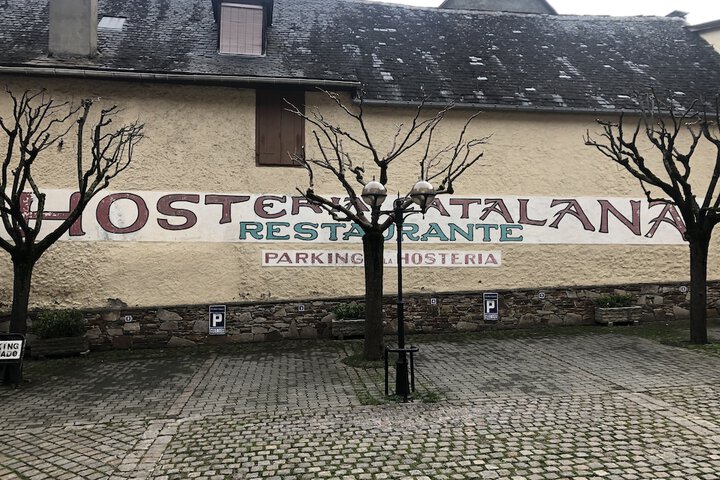 HOSTERIA CATALANA
RESTAURANTE
PARKING LA HOSTERIA
P
P